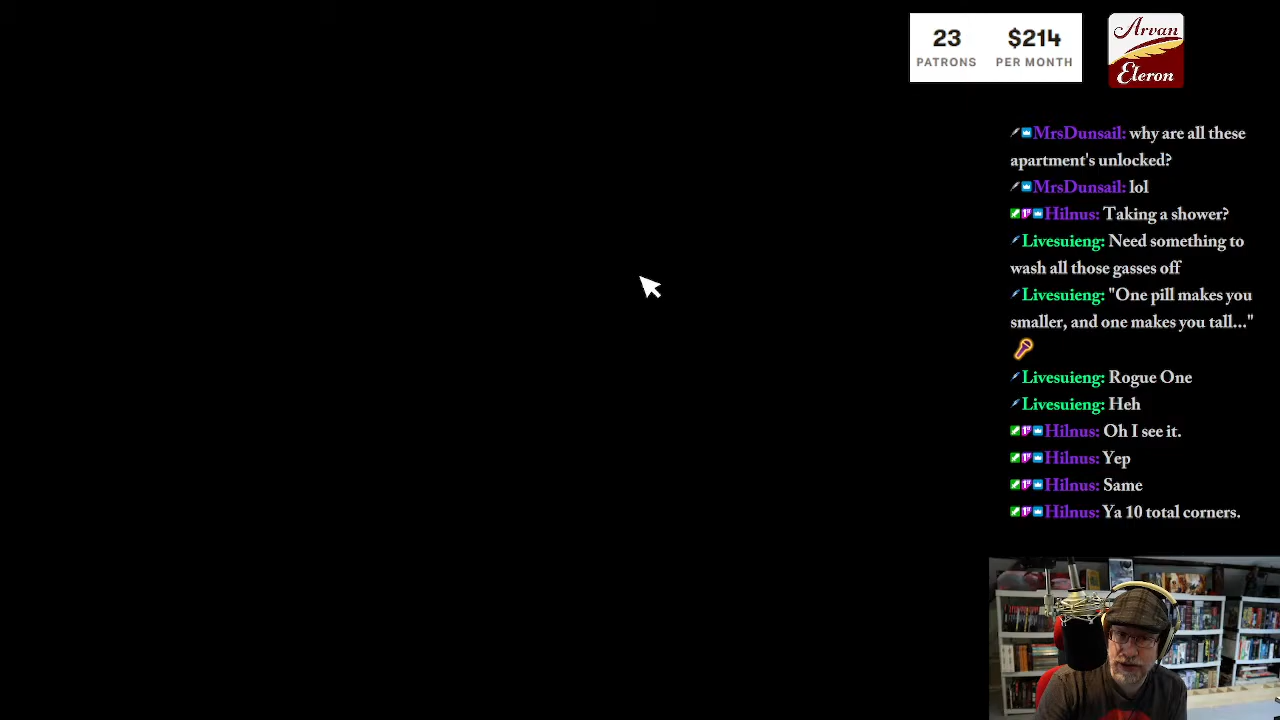 23
PATRONS
$214
PER MONTH
Arvan
Eleron
MrsDunsail: why are all these
apartment's unlocked?
MrsDunsail: lol
Hilnus: Taking a shower?
Livesuieng: Need something to
wash all those gasses off
Livesuieng: "One pill makes you
smaller, and one makes you tall..."
Livesuieng: Rogue One
Livesuieng: Heh
Hilnus: Oh I see it.
Hilnus: Yep
Hilnus: Same
Hilnus: Ya 10 total corners.